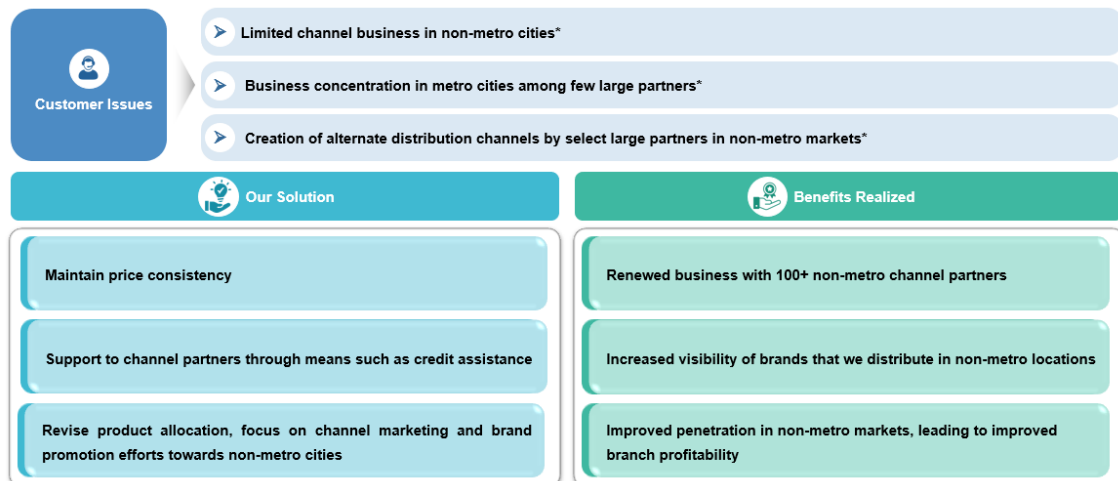 Customer Issues
Limited channel business in non-metro cities*
Business concentration in metro cities among few large partners*
Creation of alternate distribution channels by select large partners in non-metro markets*
Our Solution
Maintain price consistency
Support to channel partners through means such as credit assistance
Revise product allocation, focus on channel marketing and brand
promotion efforts towards non-metro cities
Benefits Realized
Renewed business with 100+ non-metro channel partners
Increased visibility of brands that we distribute in non-metro locations
Improved penetration in non-metro markets, leading to improved
branch profitability